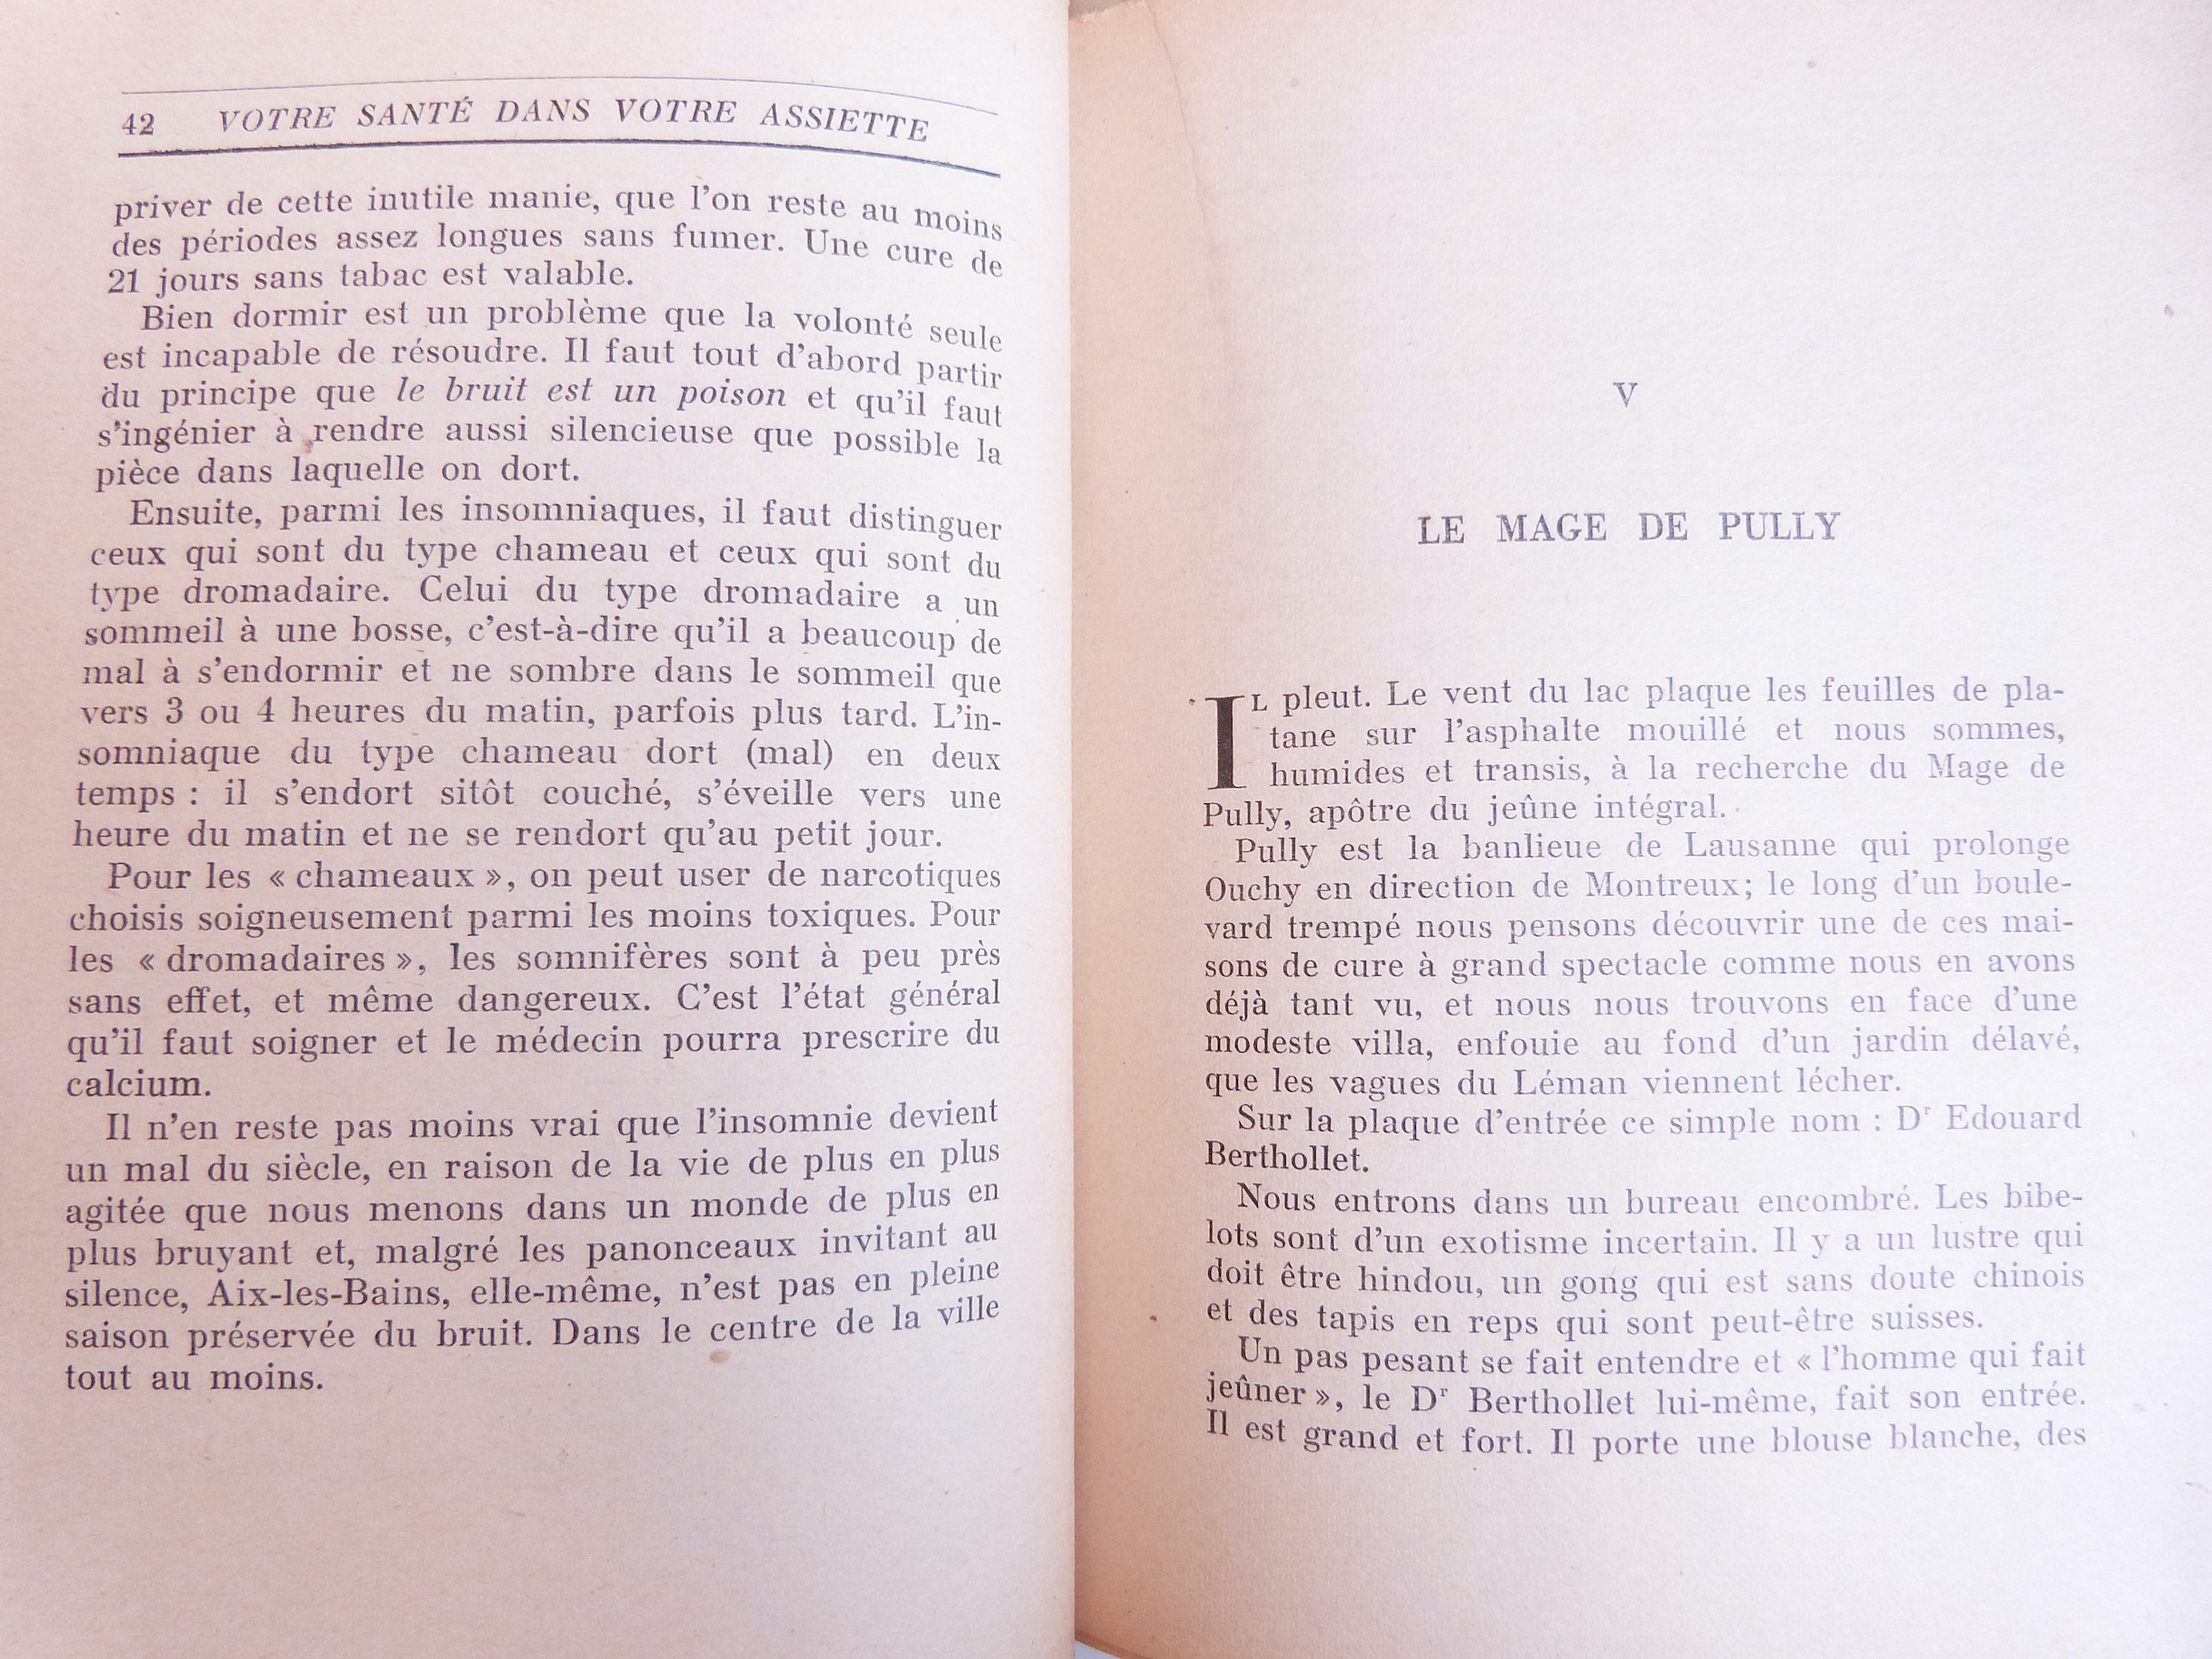 42 VOTRE SANTÉ DANS VOTRE ASSIETTE
priver de cette inutile manie, que l'on reste au moins
des périodes assez longues sans fumer. Une cure de
21 jours sans tabac est valable.
Bien dormir est un problème que la volonté seule
est incapable de résoudre. Il faut tout d'abord partir
du principe que le bruit est un poison et qu'il faut
s'ingénier à rendre aussi silencieuse que possible la
pièce dans laquelle on dort.
Ensuite, parmi les insomniaques, il faut distinguer
ceux qui sont du type chameau et ceux qui sont du
type dromadaire. Celui du type dromadaire a un
sommeil à une bosse, c'est-à-dire qu'il a beaucoup de
mal à s'endormir et ne sombre dans le sommeil que
vers 3 ou 4 heures du matin, parfois plus tard. L'in-
somniaque du type chameau dort (mal) en deux
temps : il s'endort sitôt couché, s'éveille vers une
heure du matin et ne se rendort qu'au petit jour.
Pour les « chameaux », on peut user de narcotiques
choisis soigneusement parmi les moins toxiques. Pour
les « dromadaires », les somnifères sont à peu près
sans effet, et même dangereux. C'est l'état général
qu'il faut soigner et le médecin pourra prescrire du
calcium.
Il n'en reste pas moins vrai que l'insomnie devient
un mal du siècle, en raison de la vie de plus en plus
agitée que nous menons dans un monde de plus en
plus bruyant et, malgré les panonceaux invitant au
silence, Aix-les-Bains, elle-même, n'est pas en pleine
saison préservée du bruit. Dans le centre de la ville
tout au moins.
V
LE MAGE DE PULLY
IL pleut. Le vent du lac plaque les feuilles de pla-
tane sur l'asphalte mouillé et nous sommes,
humides et transis, à la recherche du Mage de
Pully, apôtre du jeûne intégral.
Pully est la banlieue de Lausanne qui prolonge
Ouchy en direction de Montreux; le long d'un boule-
vard trempé nous pensons découvrir une de ces mai-
sons de cure à grand spectacle comme nous en avons
déjà tant vu, et nous nous trouvons en face d'une
modeste villa, enfouie au fond d'un jardin délavé,
que les vagues du Léman viennent lécher.
Sur la plaque d'entrée ce simple nom : Dʳ Edouard
Berthollet.
Nous entrons dans un bureau encombré. Les bibe-
lots sont d'un exotisme incertain. Il y a un lustre qui
doit être hindou, un gong qui est sans doute chinois
et des tapis en reps qui sont peut-être suisses.
Un pas pesant se fait entendre et « l'homme qui fait
jeûner », le Dʳ Berthollet lui-même, fait son entrée.
Il est grand et fort. Il porte une blouse blanche, des